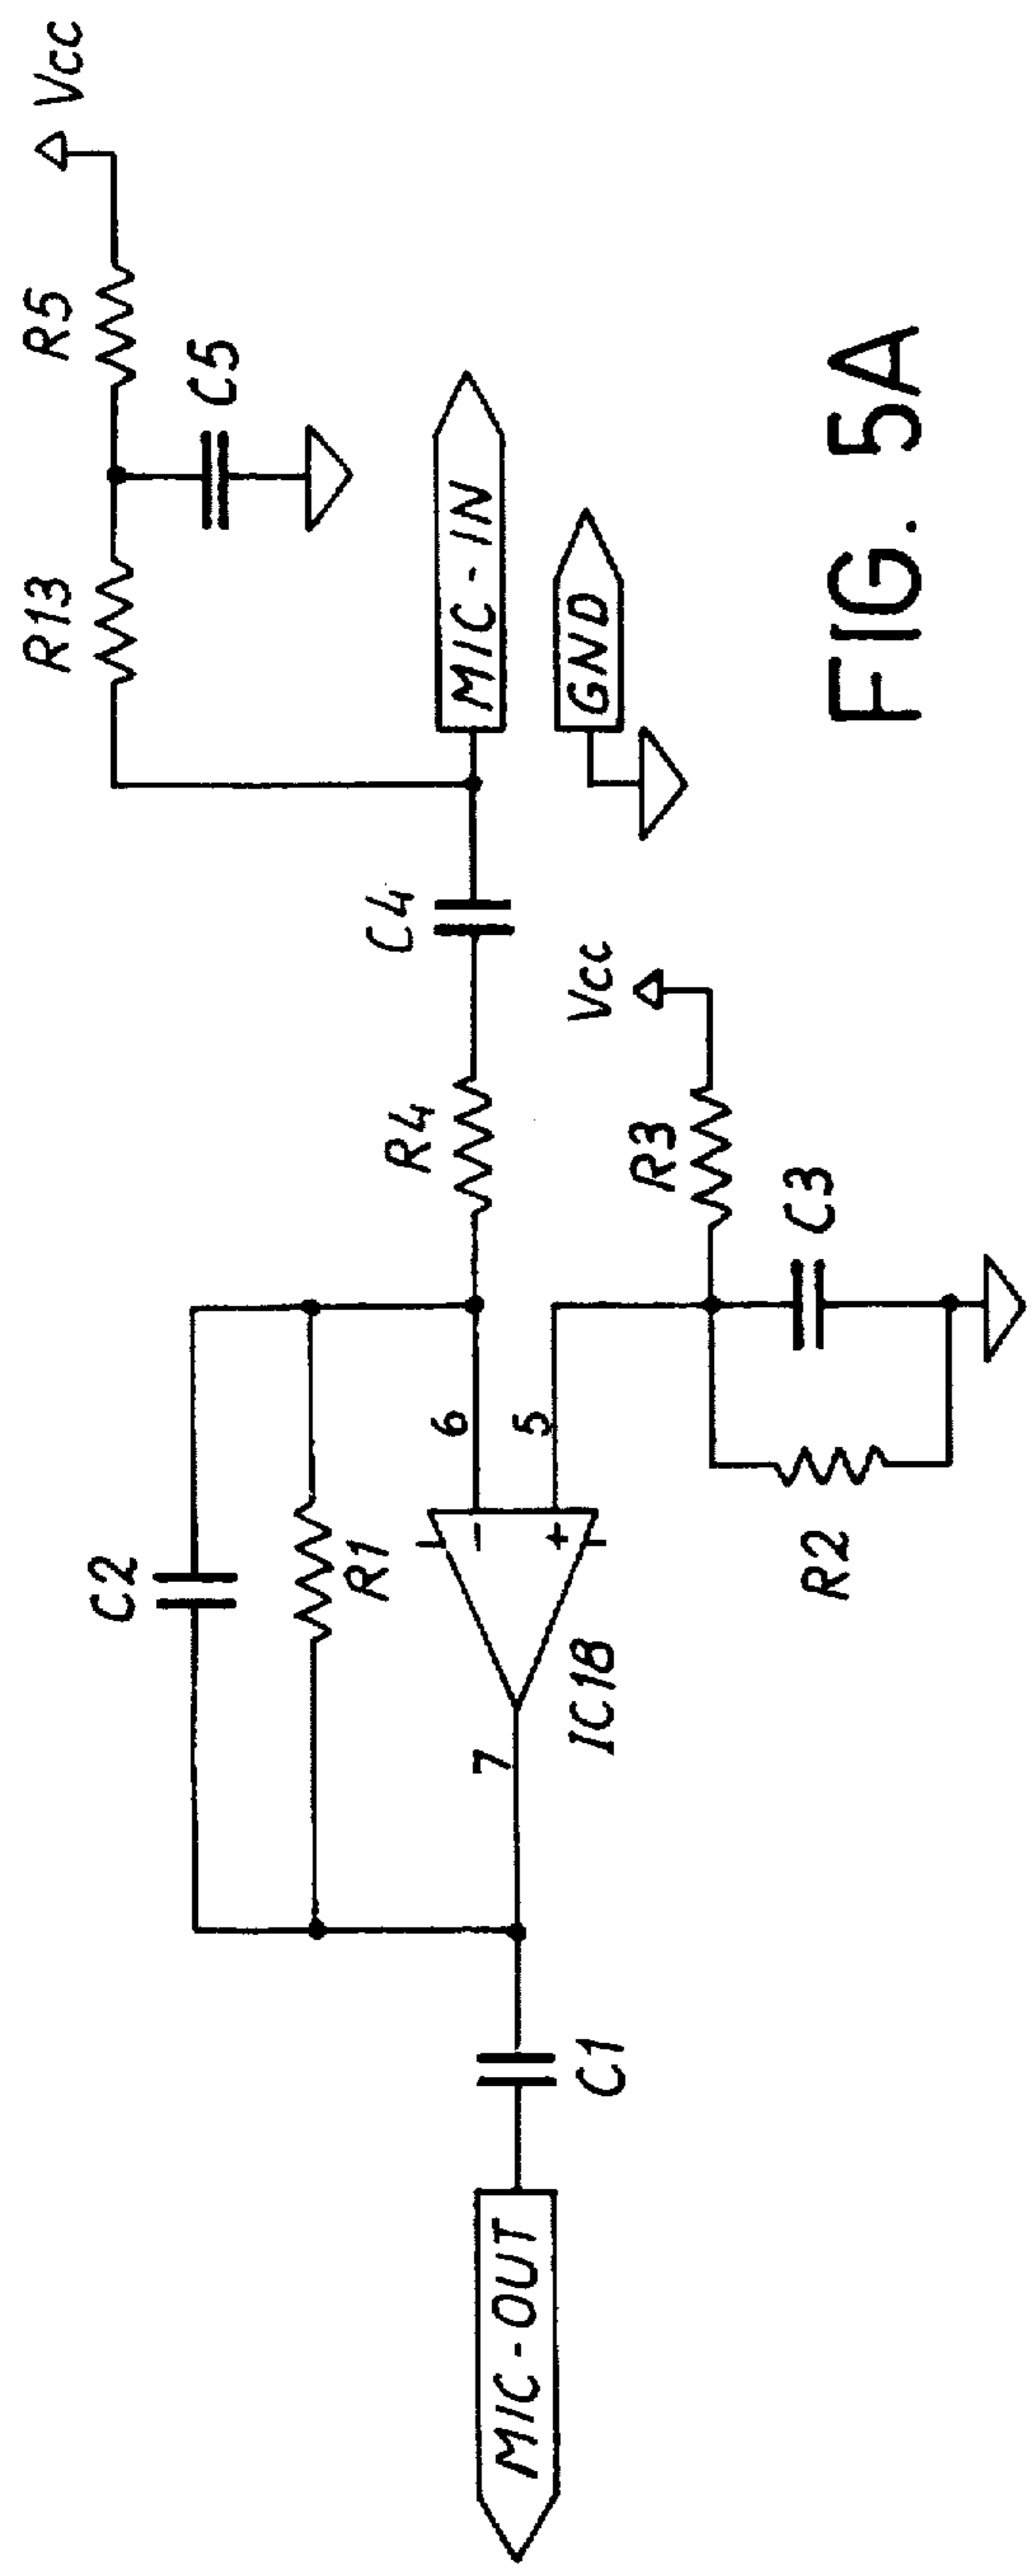 Vcc
R5
R13
C5
MIC-IN
GND
C4
R4
Vcc
R3
C3
R2
C2
R1
6
5
-
+
IC1B
7
C1
MIC-OUT
FIG. 5A